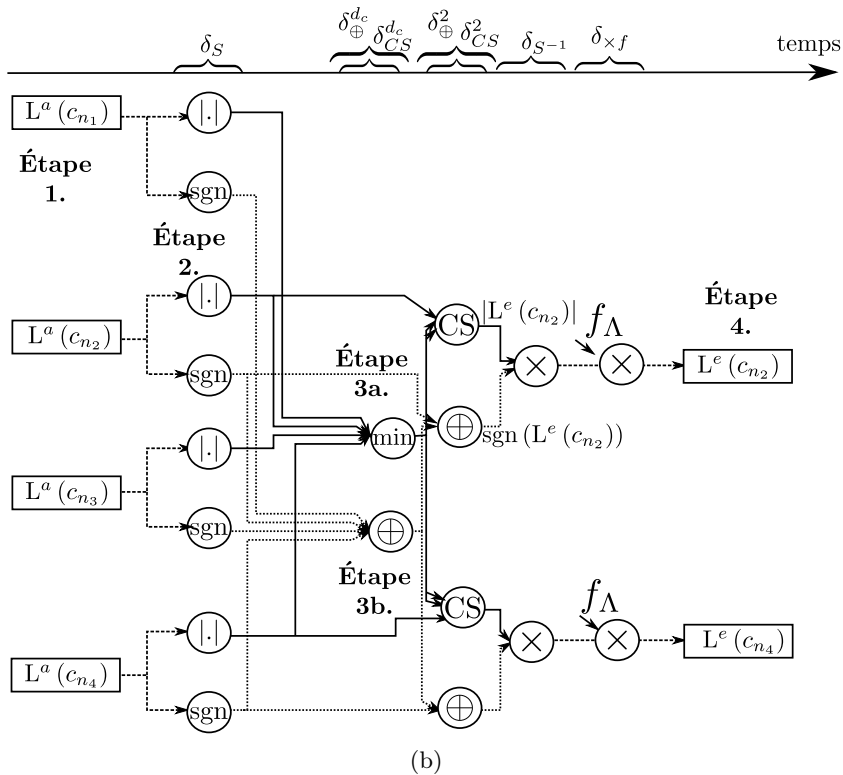 δ_S
δ_⊕^{d_c} δ_{CS}^{d_c}
δ_⊕^2 δ_{CS}^2
δ_{S^{-1}}
δ_{×f}
temps
L^a (c_{n_1})
|.|
Étape
1.
sgn
Étape
2.
|.|
L^a (c_{n_2})
sgn
CS
|L^e (c_{n_2})|
f_Λ
×
×
Étape
4.
L^e (c_{n_2})
Étape
3a.
min
⊕
sgn (L^e (c_{n_2}))
|.|
L^a (c_{n_3})
sgn
⊕
Étape
3b.
CS
f_Λ
×
×
L^e (c_{n_4})
|.|
L^a (c_{n_4})
sgn
⊕
(b)